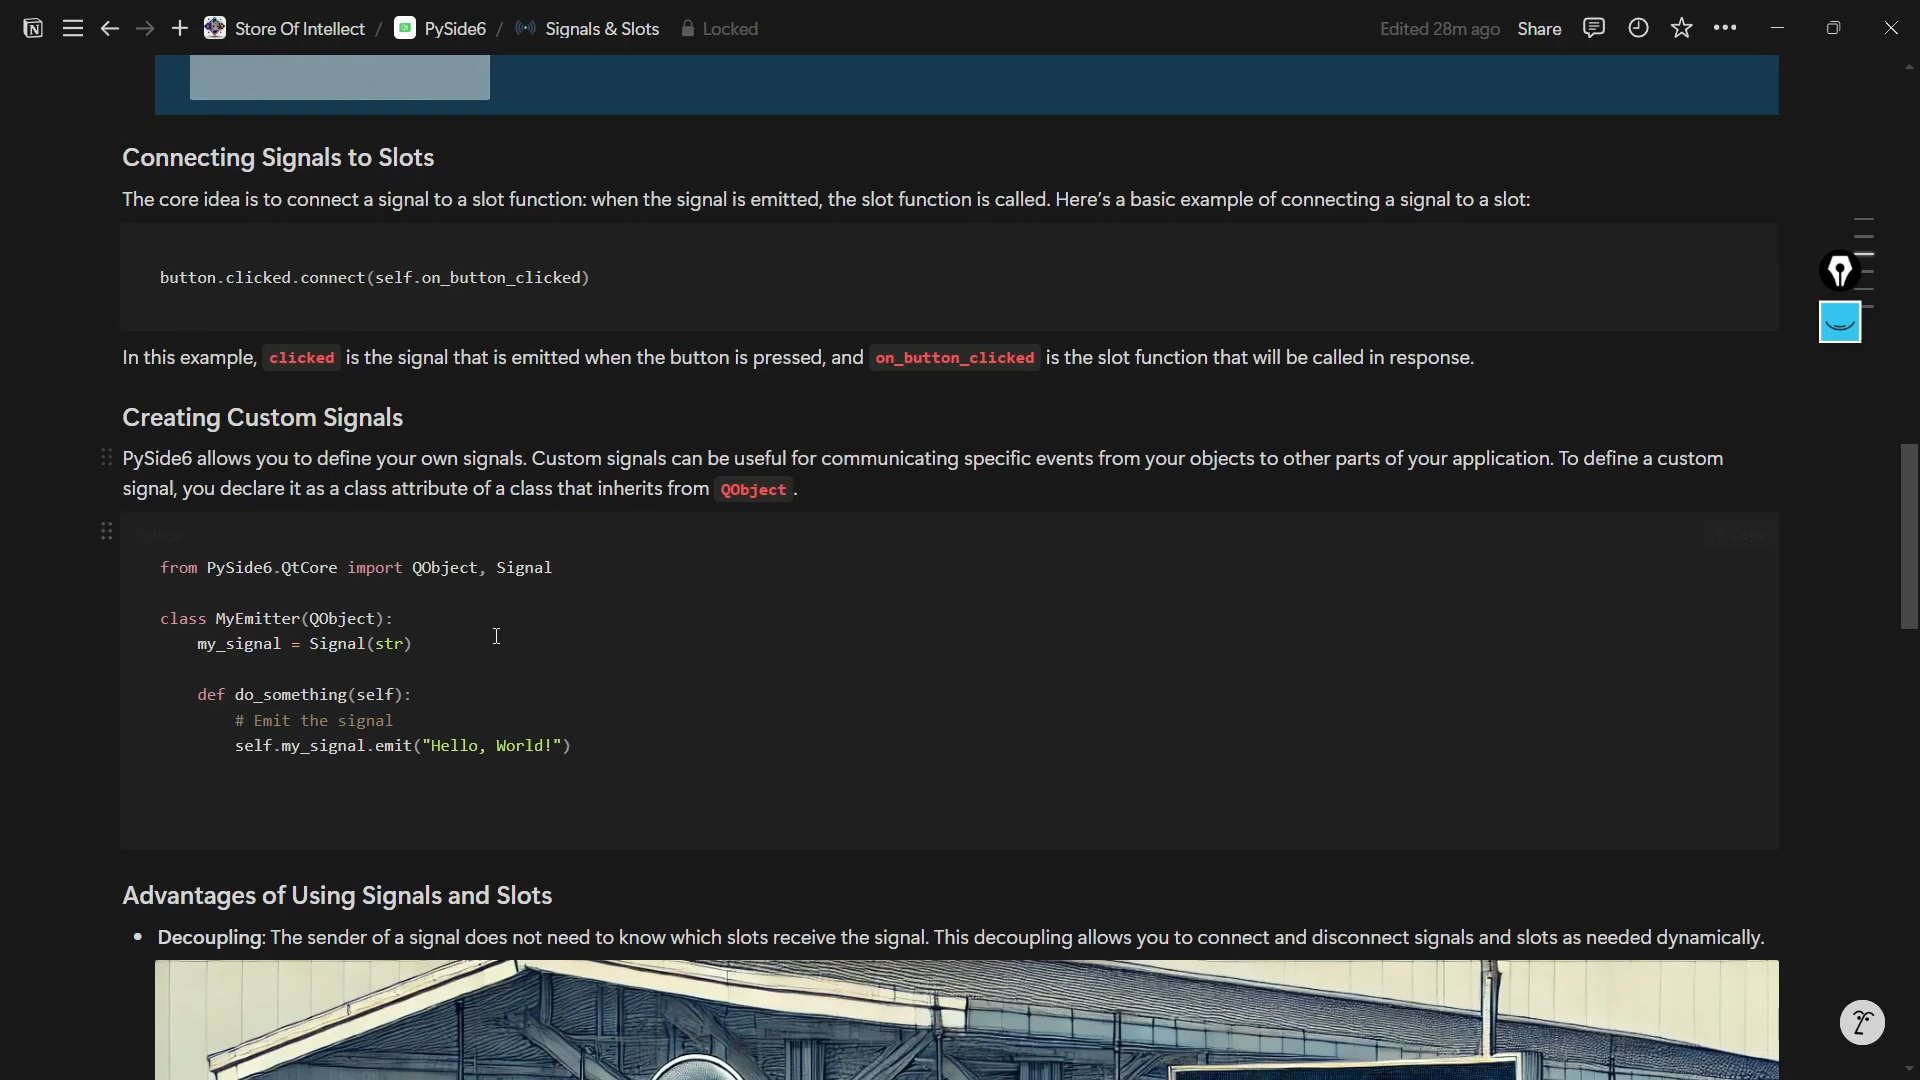 Store Of Intellect / PySide6 / Signals & Slots Locked Edited 28m ago Share
Connecting Signals to Slots
The core idea is to connect a signal to a slot function: when the signal is emitted, the slot function is called. Here's a basic example of connecting a signal to a slot:
button.clicked.connect(self.on_button_clicked)
In this example, clicked is the signal that is emitted when the button is pressed, and on_button_clicked is the slot function that will be called in response.
Creating Custom Signals
PySide6 allows you to define your own signals. Custom signals can be useful for communicating specific events from your objects to other parts of your application. To define a custom
signal, you declare it as a class attribute of a class that inherits from QObject .
from PySide6.QtCore import QObject, Signal
class MyEmitter(QObject):
    my_signal = Signal(str)
    def do_something(self):
        # Emit the signal
        self.my_signal.emit("Hello, World!")
Advantages of Using Signals and Slots
• Decoupling: The sender of a signal does not need to know which slots receive the signal. This decoupling allows you to connect and disconnect signals and slots as needed dynamically.